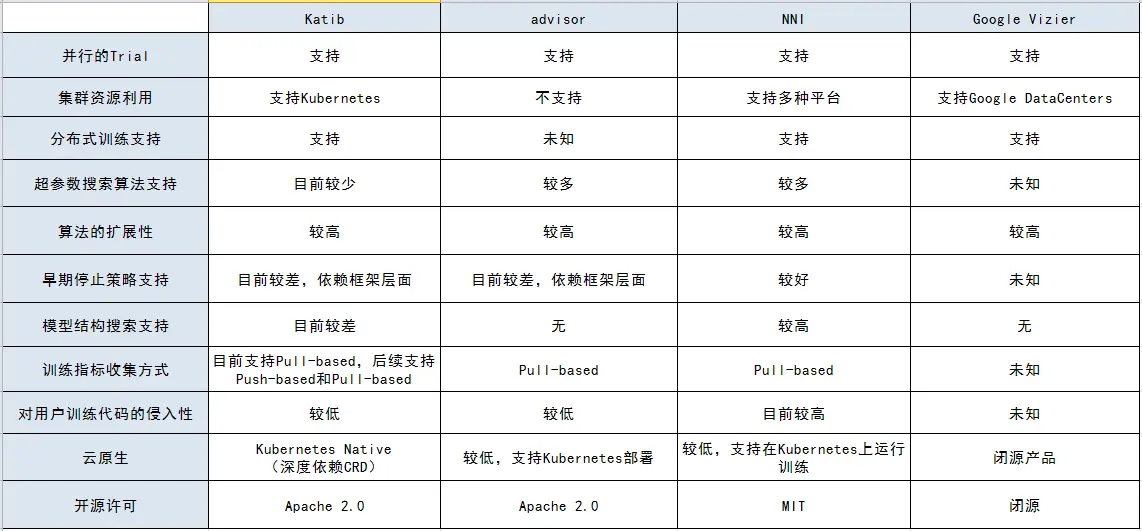 Katib advisor NNI Google Vizier
并行的Trial 支持 支持 支持 支持
集群资源利用 支持Kubernetes 不支持 支持多种平台 支持Google DataCenters
分布式训练支持 支持 未知 支持 支持
超参数搜索算法支持 目前较少 较多 较多 未知
算法的扩展性 较高 较高 较高 较高
早期停止策略支持 目前较差，依赖框架层面 目前较差，依赖框架层面 较好 未知
模型结构搜索支持 目前较差 无 较高 无
训练指标收集方式 目前支持Pull-based，后续支持
Push-based和Pull-based Pull-based Pull-based 未知
对用户训练代码的侵入性 较低 较低 目前较高 未知
云原生 Kubernetes Native
（深度依赖CRD） 较低，支持Kubernetes部署 较低，支持在Kubernetes上运行
训练 闭源产品
开源许可 Apache 2.0 Apache 2.0 MIT 闭源